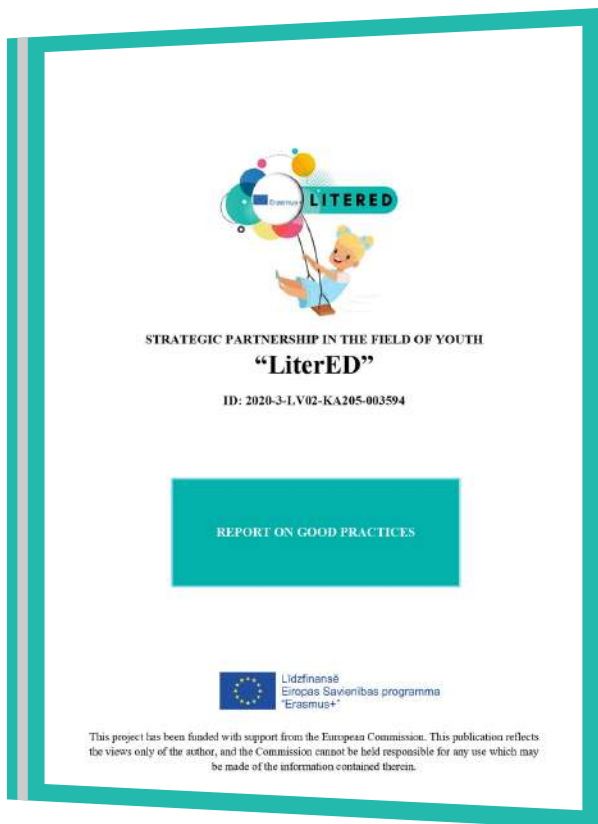 Erasmus+
LITERED
STRATEGIC PARTNERSHIP IN THE FIELD OF YOUTH
“LiterED”
ID: 2020-3-LV02-KA205-003594
REPORT ON GOOD PRACTICES
Līdzfinansē
Eiropas Savienības programma
“Erasmus+”
This project has been funded with support from the European Commission. This publication reflects
the views only of the author, and the Commission cannot be held responsible for any use which may
be made of the information contained therein.